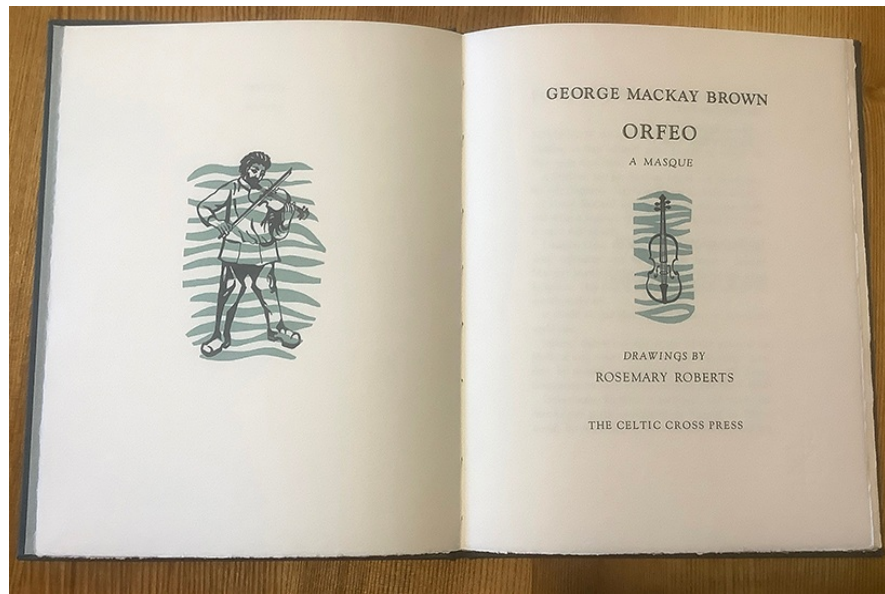 GEORGE MACKAY BROWN
ORFEO
A MASQUE
DRAWINGS BY
ROSEMARY ROBERTS
THE CELTIC CROSS PRESS